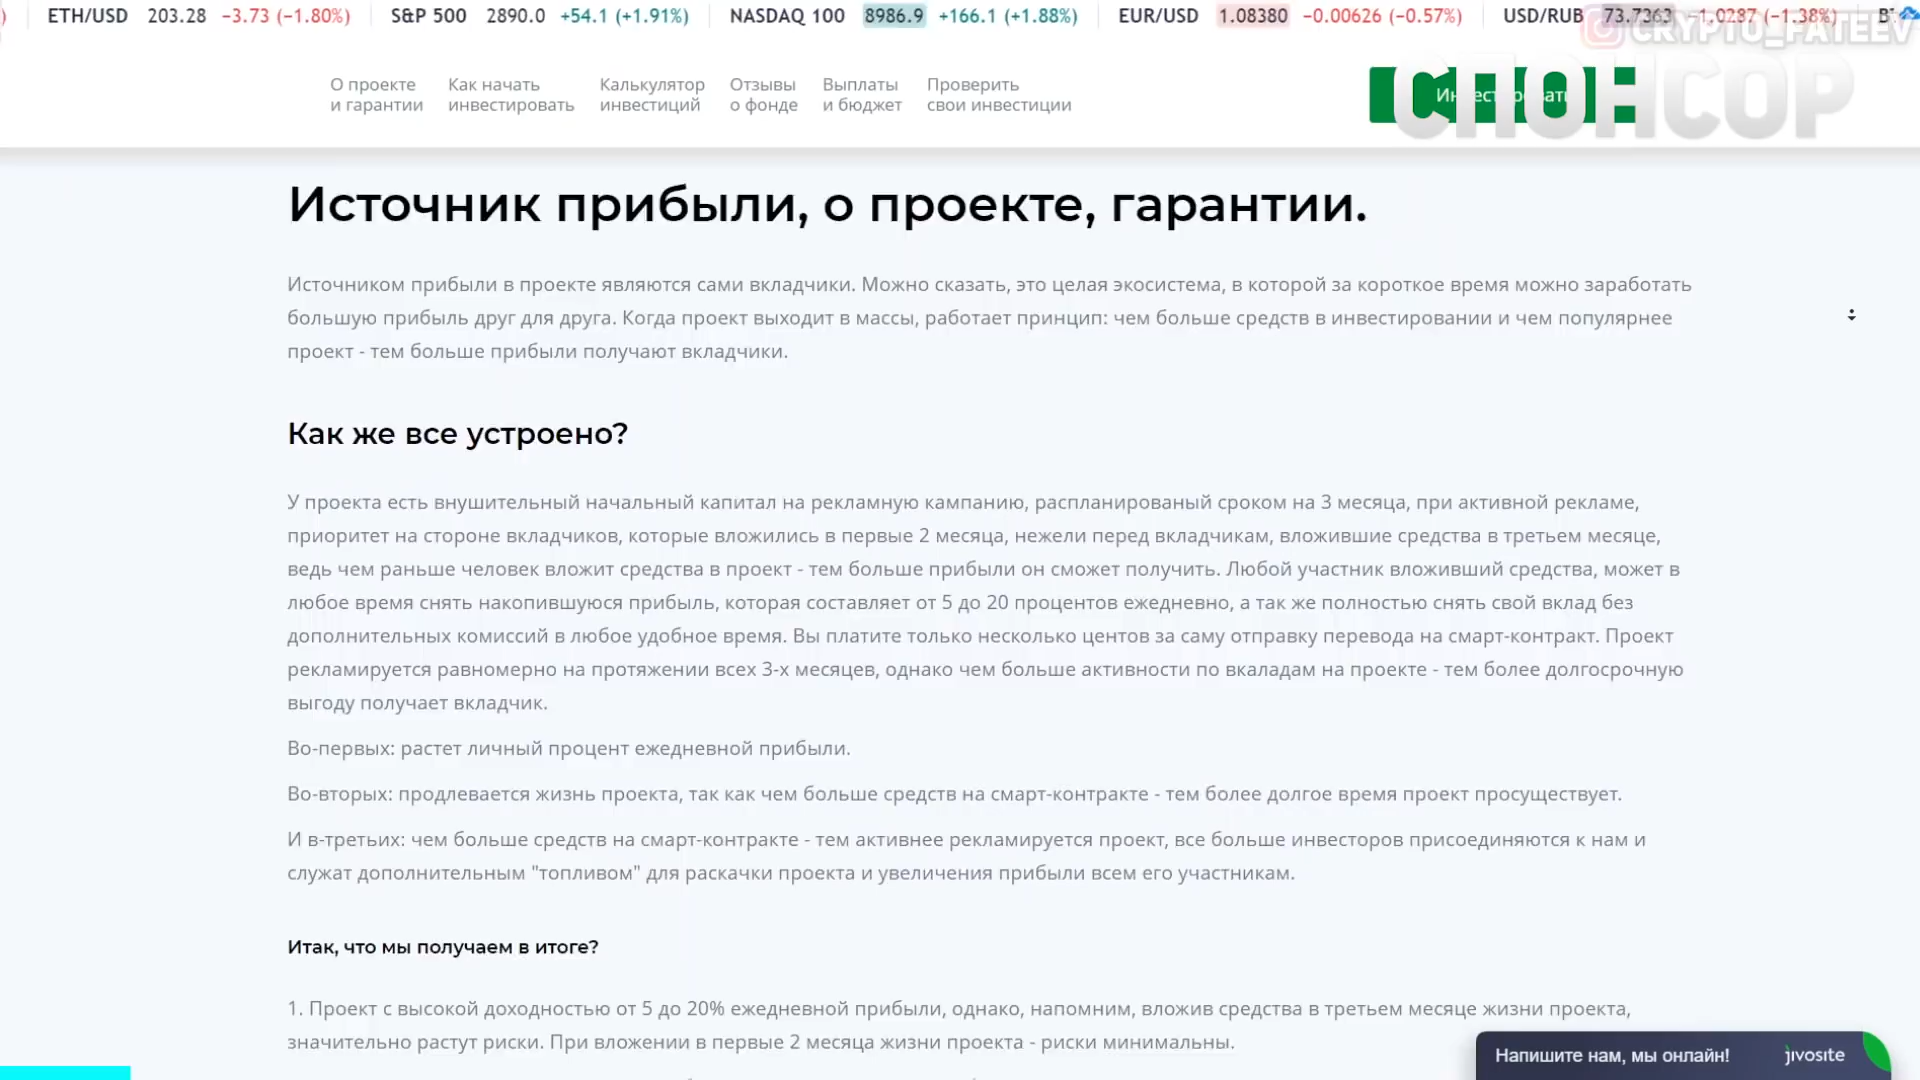 ETH/USD 203.28 −3.73 (−1.80%) S&P 500 2890.0 +54.1 (+1.91%) NASDAQ 100 8986.9 +166.1 (+1.88%) EUR/USD 1.08380 −0.00626 (−0.57%) USD/RUB 73.7363 −1.0287 (−1.38%)
CRYPTO_FATEEV
О проекте и гарантии
Как начать инвестировать
Калькулятор инвестиций
Отзывы о фонде
Выплаты и бюджет
Проверить свои инвестиции
Инвестировать
СПОНСОР
Источник прибыли, о проекте, гарантии.
Источником прибыли в проекте являются сами вкладчики. Можно сказать, это целая экосистема, в которой за короткое время можно заработать
большую прибыль друг для друга. Когда проект выходит в массы, работает принцип: чем больше средств в инвестировании и чем популярнее
проект - тем больше прибыли получают вкладчики.
Как же все устроено?
У проекта есть внушительный начальный капитал на рекламную кампанию, распланированый сроком на 3 месяца, при активной рекламе,
приоритет на стороне вкладчиков, которые вложились в первые 2 месяца, нежели перед вкладчикам, вложившие средства в третьем месяце,
ведь чем раньше человек вложит средства в проект - тем больше прибыли он сможет получить. Любой участник вложивший средства, может в
любое время снять накопившуюся прибыль, которая составляет от 5 до 20 процентов ежедневно, а так же полностью снять свой вклад без
дополнительных комиссий в любое удобное время. Вы платите только несколько центов за саму отправку перевода на смарт-контракт. Проект
рекламируется равномерно на протяжении всех 3-х месяцев, однако чем больше активности по вкаладам на проекте - тем более долгосрочную
выгоду получает вкладчик.
Во-первых: растет личный процент ежедневной прибыли.
Во-вторых: продлевается жизнь проекта, так как чем больше средств на смарт-контракте - тем более долгое время проект просуществует.
И в-третьих: чем больше средств на смарт-контракте - тем активнее рекламируется проект, все больше инвесторов присоединяются к нам и
служат дополнительным "топливом" для раскачки проекта и увеличения прибыли всем его участникам.
Итак, что мы получаем в итоге?
1. Проект с высокой доходностью от 5 до 20% ежедневной прибыли, однако, напомним, вложив средства в третьем месяце жизни проекта,
значительно растут риски. При вложении в первые 2 месяца жизни проекта - риски минимальны.
Напишите нам, мы онлайн! jivosite